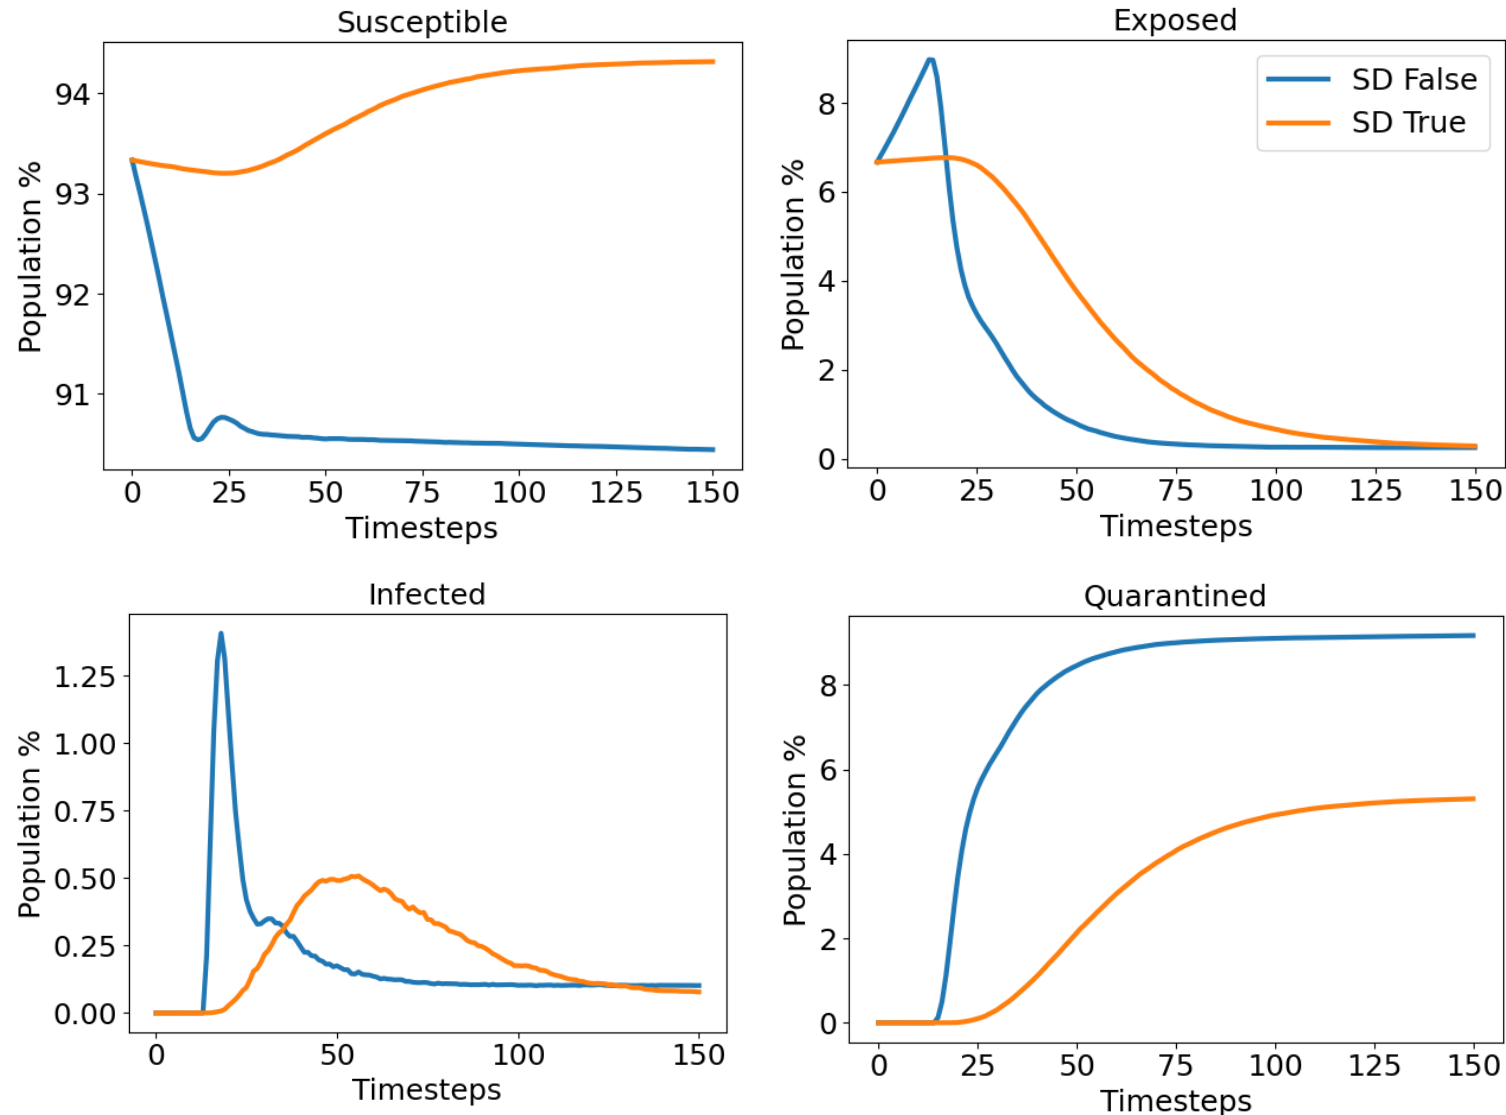 Susceptible
Population %
94
93
92
91
0 25 50 75 100 125 150
Timesteps
Exposed
SD False
SD True
Population %
8
6
4
2
0
0 25 50 75 100 125 150
Timesteps
Infected
Population %
1.25
1.00
0.75
0.50
0.25
0.00
0 50 100 150
Timesteps
Quarantined
Population %
8
6
4
2
0
0 25 50 75 100 125 150
Timesteps